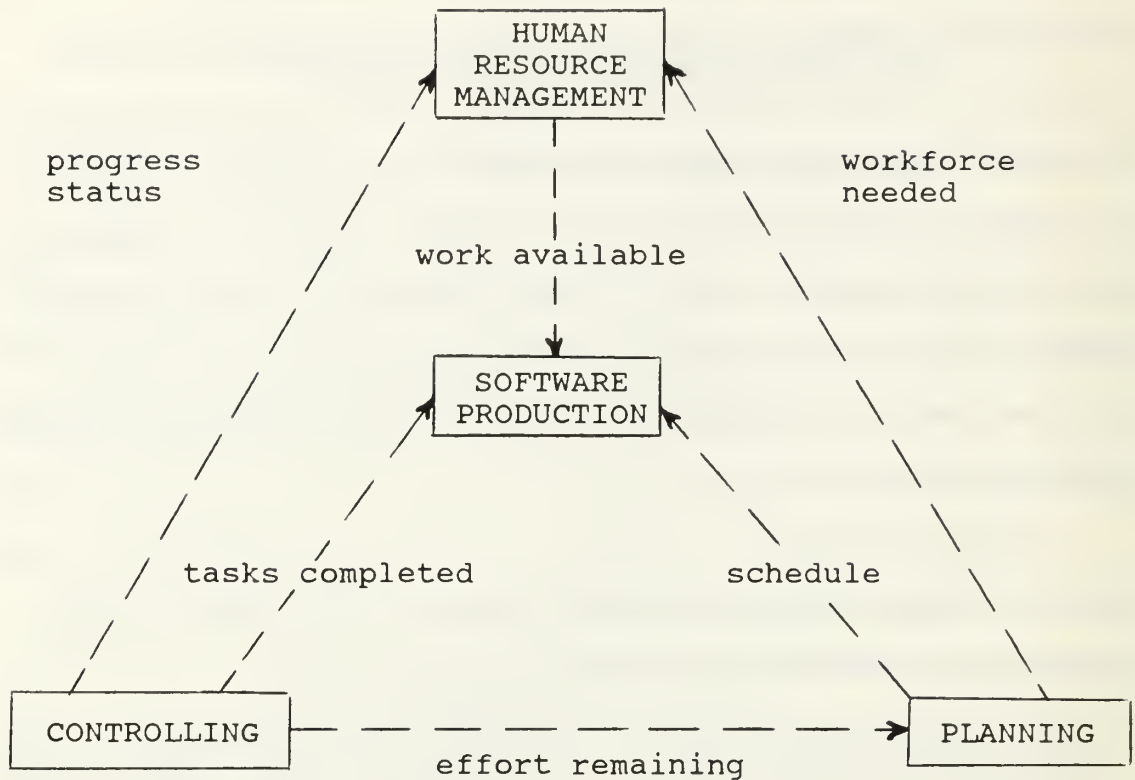 HUMAN
RESOURCE
MANAGEMENT
progress
status
workforce
needed
work available
SOFTWARE
PRODUCTION
tasks completed
schedule
CONTROLLING
PLANNING
effort remaining